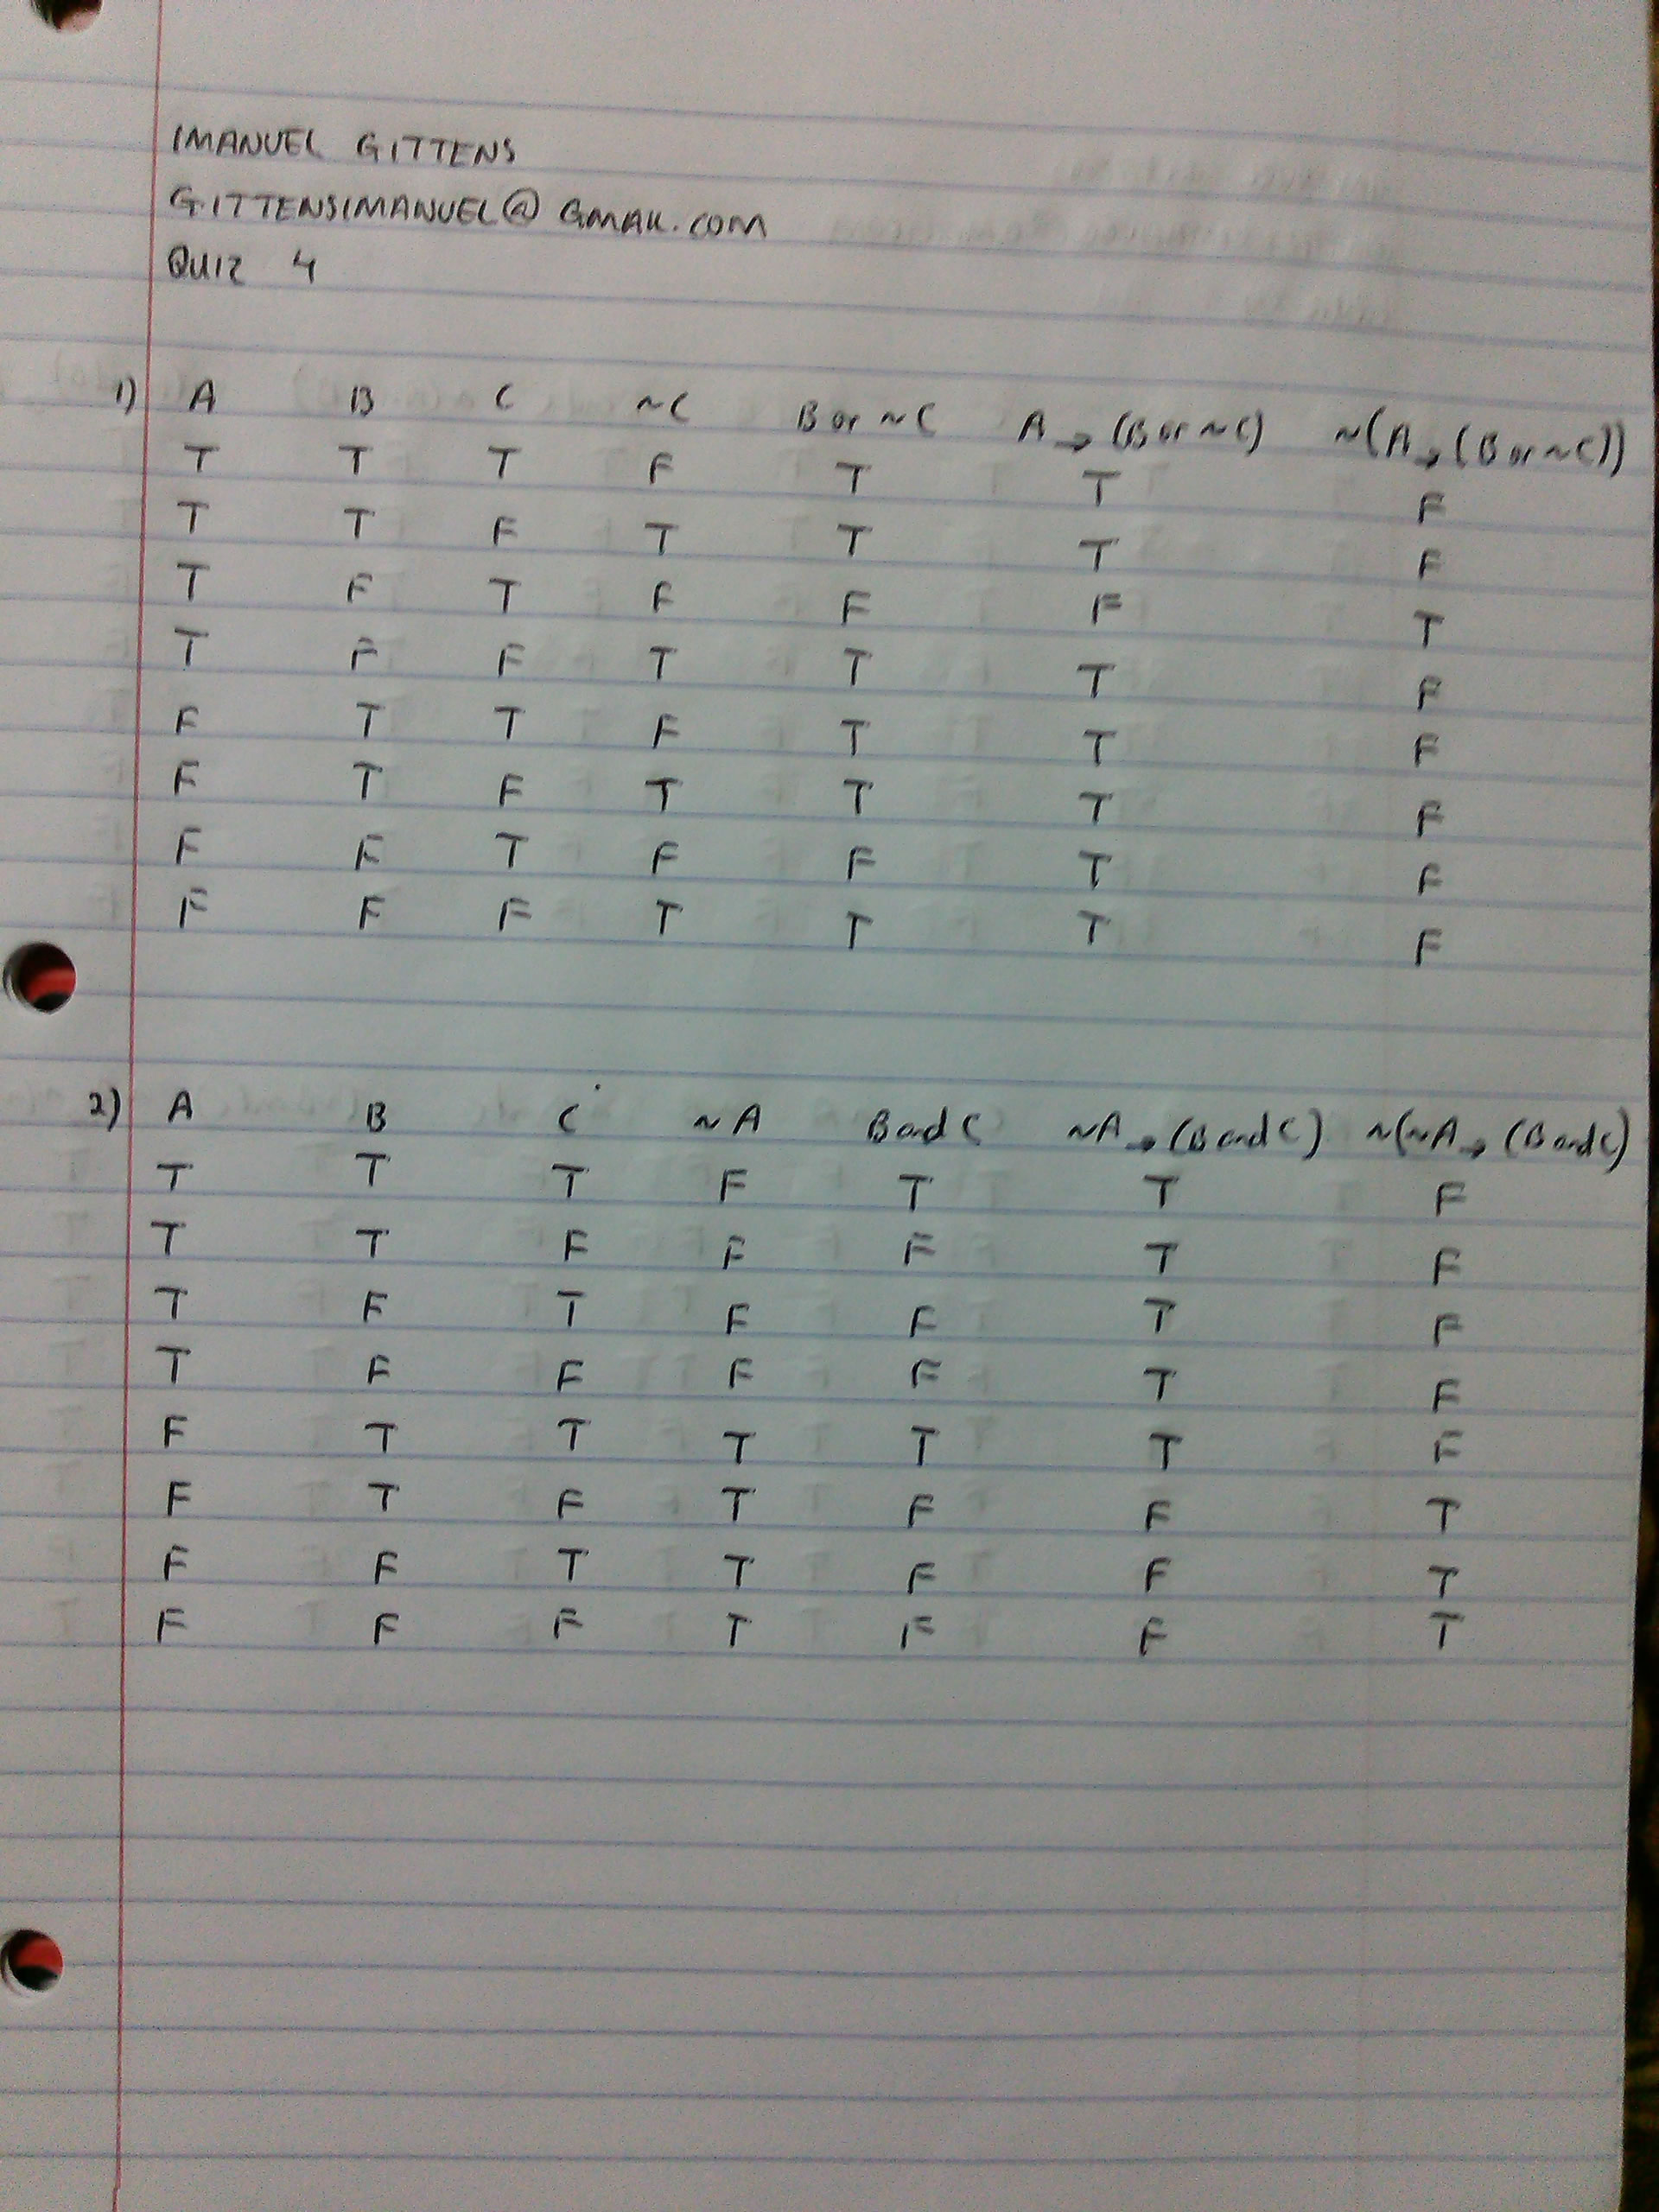 IMANUEL GITTENS
GITTENSIMANUEL@GMAIL.COM
QUIZ 4
1) A B C ~C B or ~C A → (B or ~C) ~(A → (B or ~C))
T T T F T T F
T T F T T T F
T F T F F F T
T F F T T T F
F T T F T T F
F T F T T T F
F F T F F T F
F F F T T T F
2) A B C ~A B and C ~A → (B and C) ~(~A → (B and C)
T T T F T T F
T T F F F T F
T F T F F T F
T F F F F T F
F T T T T T F
F T F T F F T
F F T T F F T
F F F T F F T